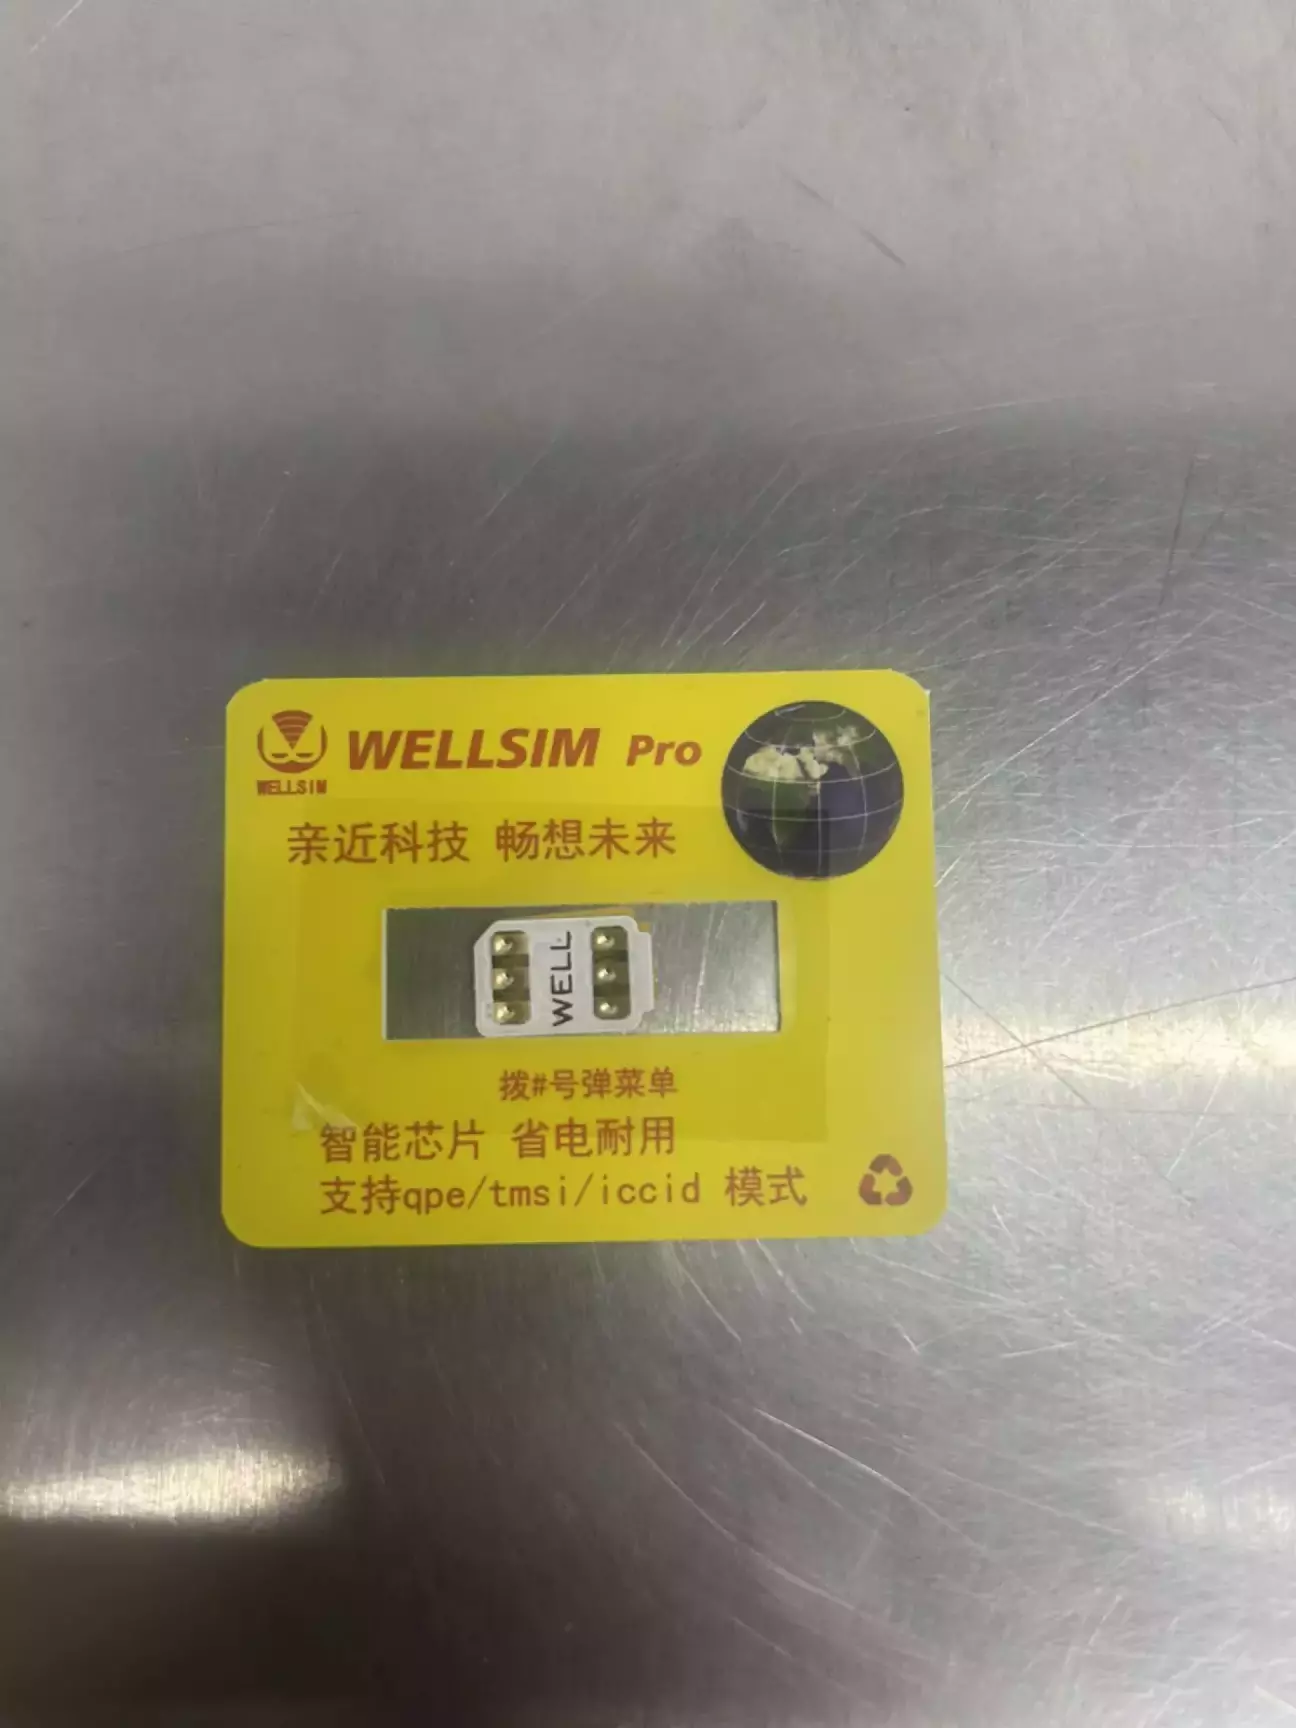 WELLSIM Pro
WELLSIM
亲近科技 畅想未来
WELL
拨#号弹菜单
智能芯片 省电耐用
支持qpe/tmsi/iccid 模式